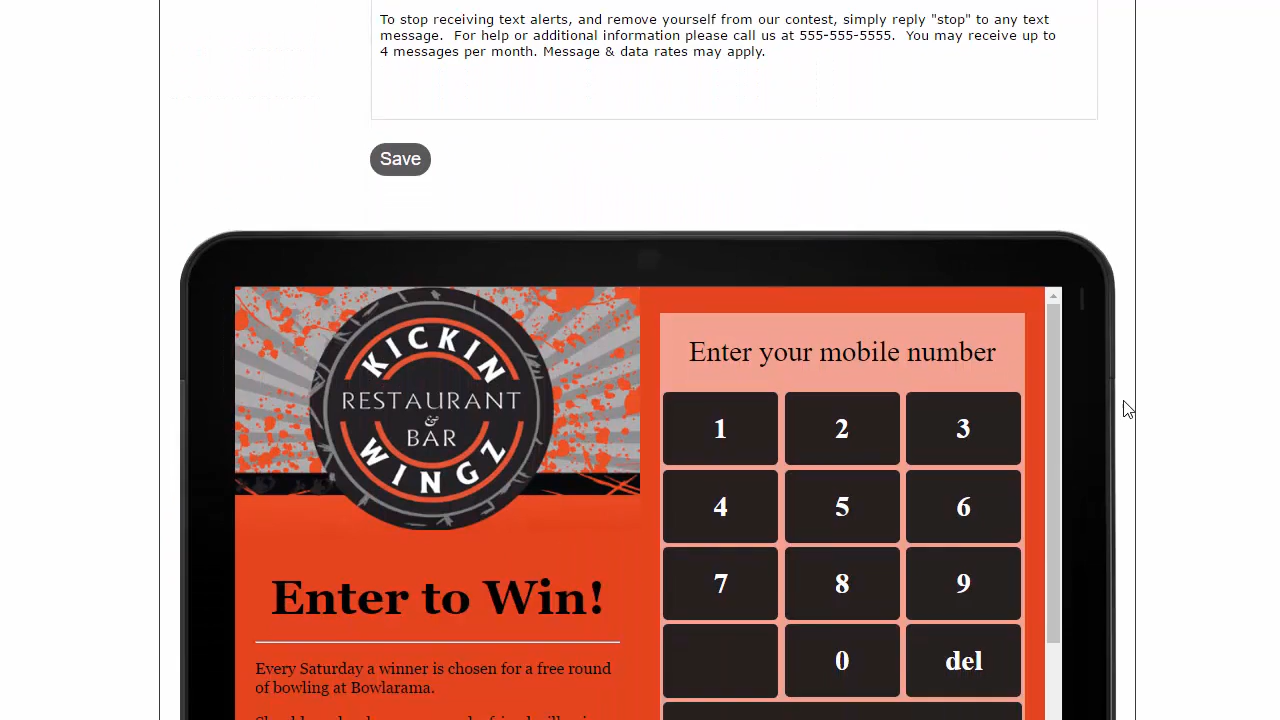 To stop receiving text alerts, and remove yourself from our contest, simply reply "stop" to any text
message.  For help or additional information please call us at 555-555-5555.  You may receive up to
4 messages per month. Message & data rates may apply.
Save
KICKIN
RESTAURANT
&
BAR
WINGZ
Enter to Win!
Every Saturday a winner is chosen for a free round
of bowling at Bowlarama.
Enter your mobile number
1 2 3
4 5 6
7 8 9
0 del